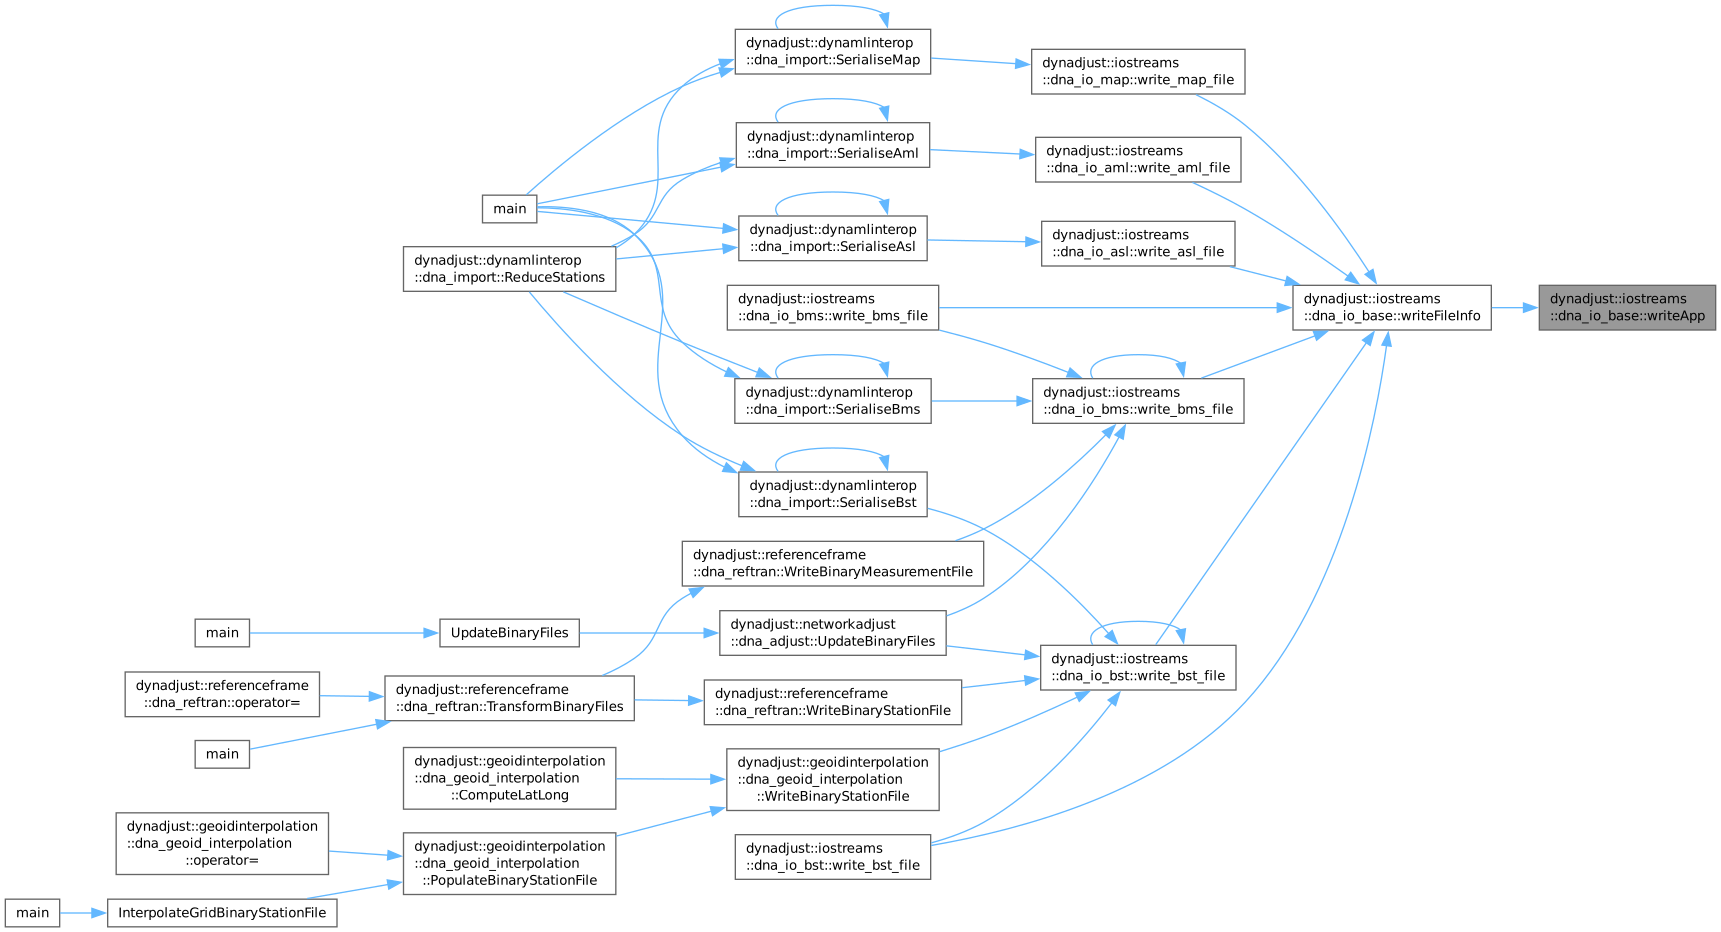 dynadjust::dynamlinterop
::dna_import::SerialiseMap
dynadjust::iostreams
::dna_io_map::write_map_file
dynadjust::dynamlinterop
::dna_import::SerialiseAml
dynadjust::iostreams
::dna_io_aml::write_aml_file
main
dynadjust::dynamlinterop
::dna_import::SerialiseAsl
dynadjust::iostreams
::dna_io_asl::write_asl_file
dynadjust::dynamlinterop
::dna_import::ReduceStations
dynadjust::iostreams
::dna_io_bms::write_bms_file
dynadjust::iostreams
::dna_io_base::writeFileInfo
dynadjust::iostreams
::dna_io_base::writeApp
dynadjust::dynamlinterop
::dna_import::SerialiseBms
dynadjust::iostreams
::dna_io_bms::write_bms_file
dynadjust::dynamlinterop
::dna_import::SerialiseBst
dynadjust::referenceframe
::dna_reftran::WriteBinaryMeasurementFile
main
UpdateBinaryFiles
dynadjust::networkadjust
::dna_adjust::UpdateBinaryFiles
dynadjust::iostreams
::dna_io_bst::write_bst_file
dynadjust::referenceframe
::dna_reftran::operator=
dynadjust::referenceframe
::dna_reftran::TransformBinaryFiles
dynadjust::referenceframe
::dna_reftran::WriteBinaryStationFile
main
dynadjust::geoidinterpolation
::dna_geoid_interpolation
::ComputeLatLong
dynadjust::geoidinterpolation
::dna_geoid_interpolation
::WriteBinaryStationFile
dynadjust::geoidinterpolation
::dna_geoid_interpolation
::operator=
dynadjust::geoidinterpolation
::dna_geoid_interpolation
::PopulateBinaryStationFile
dynadjust::iostreams
::dna_io_bst::write_bst_file
main
InterpolateGridBinaryStationFile